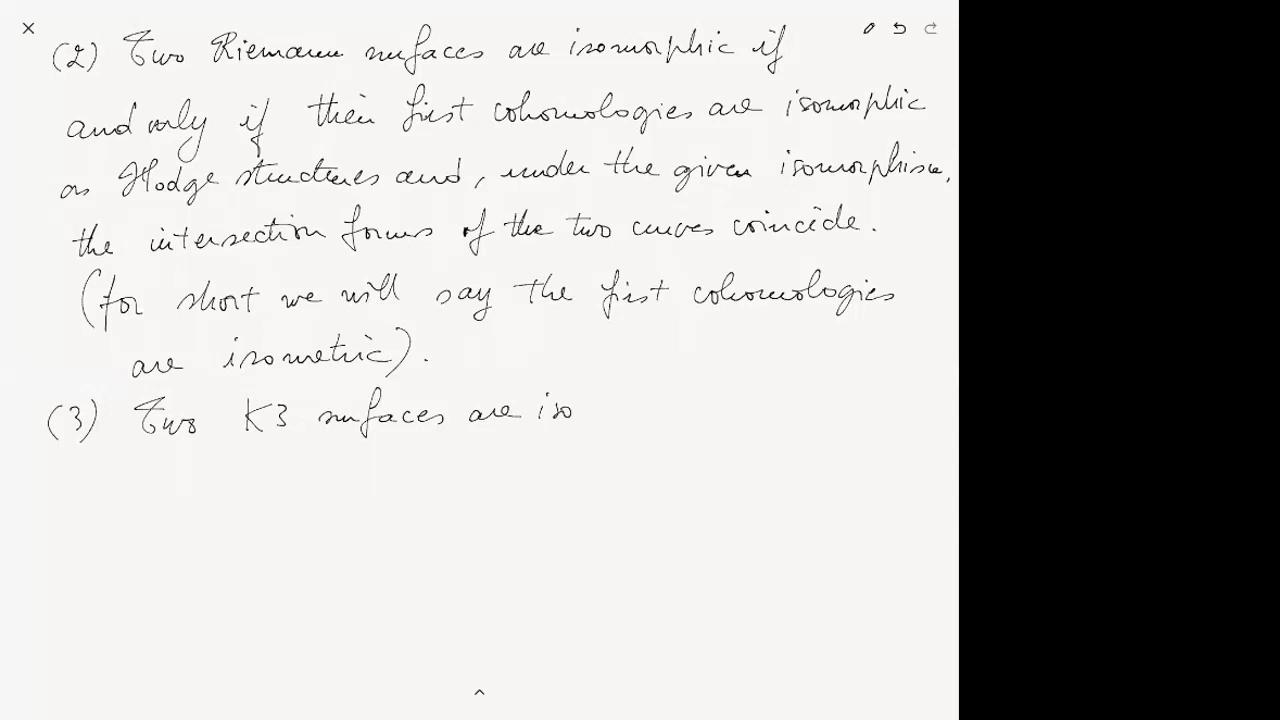 (2) Two Riemann surfaces are isomorphic if
and only if their first cohomologies are isomorphic
as Hodge structures and, under the given isomorphism,
the intersection forms of the two curves coincide.
(for short we will say the first cohomologies
are isometric).
(3) Two K3 surfaces are iso